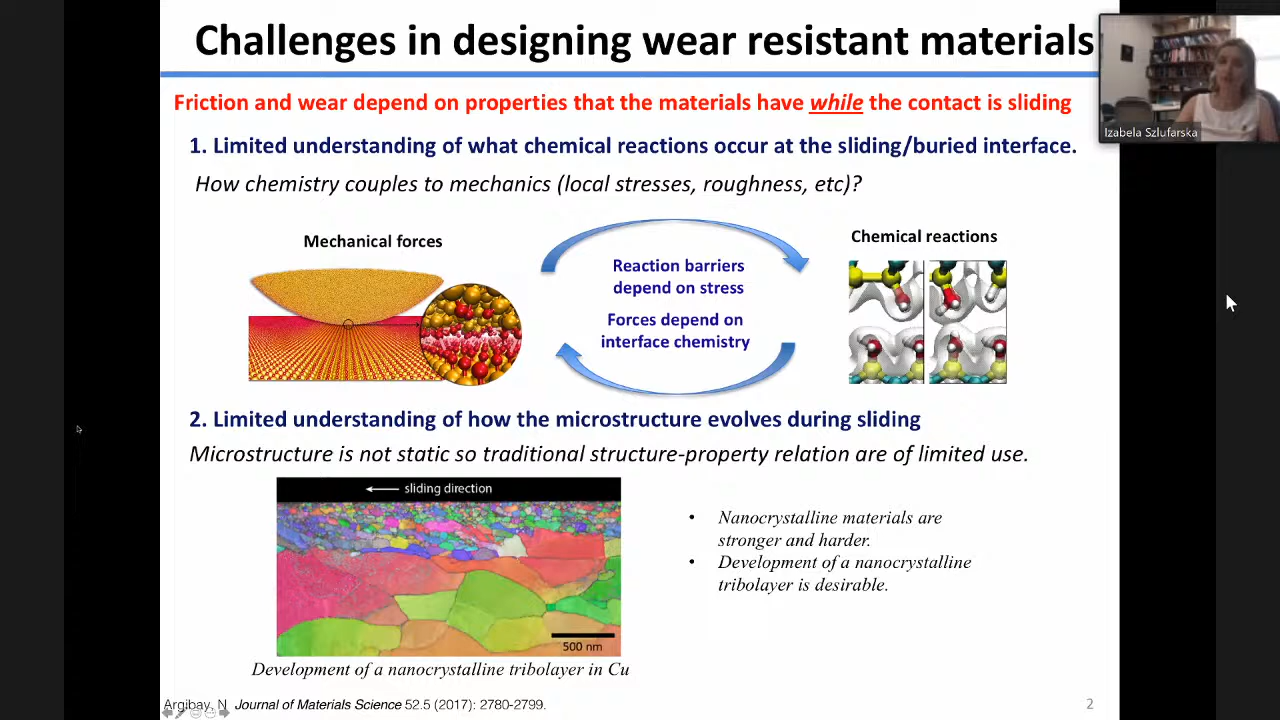 Challenges in designing wear resistant materials
Izabela Szlufarska
Friction and wear depend on properties that the materials have while the contact is sliding
1. Limited understanding of what chemical reactions occur at the sliding/buried interface.
How chemistry couples to mechanics (local stresses, roughness, etc)?
Mechanical forces
Reaction barriers
depend on stress
Forces depend on
interface chemistry
Chemical reactions
2. Limited understanding of how the microstructure evolves during sliding
Microstructure is not static so traditional structure-property relation are of limited use.
sliding direction
500 nm
Development of a nanocrystalline tribolayer in Cu
• Nanocrystalline materials are
stronger and harder.
• Development of a nanocrystalline
tribolayer is desirable.
Argibay, N Journal of Materials Science 52.5 (2017): 2780-2799.
2